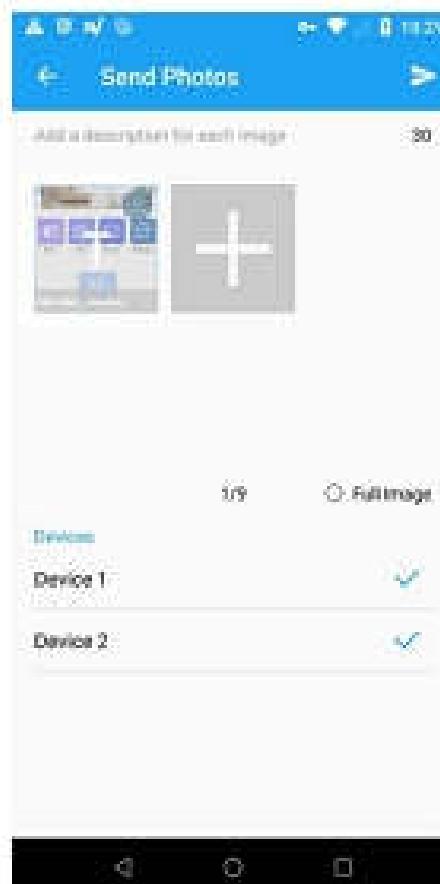 Send Photos
Add a description for each image 30
1/9 Full Image
Devices
Device 1
Device 2